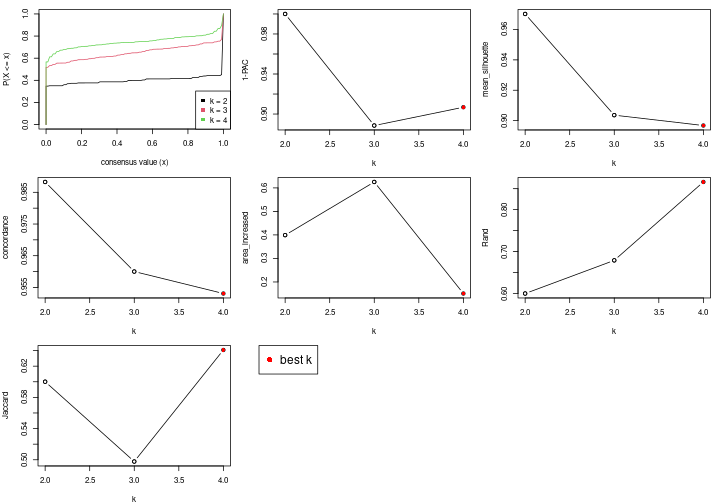 P(X <= x)
1.0
0.8
0.6
0.4
0.2
0.0
k = 2
k = 3
k = 4
0.0 0.2 0.4 0.6 0.8 1.0
consensus value (x)
1-PAC
0.98
0.94
0.90
2.0 2.5 3.0 3.5 4.0
k
mean_silhouette
0.96
0.94
0.92
0.90
2.0 2.5 3.0 3.5 4.0
k
concordance
0.985
0.975
0.965
0.955
2.0 2.5 3.0 3.5 4.0
k
area_increased
0.6
0.5
0.4
0.3
0.2
2.0 2.5 3.0 3.5 4.0
k
Rand
0.80
0.70
0.60
2.0 2.5 3.0 3.5 4.0
k
Jaccard
0.62
0.58
0.54
0.50
2.0 2.5 3.0 3.5 4.0
k
best k